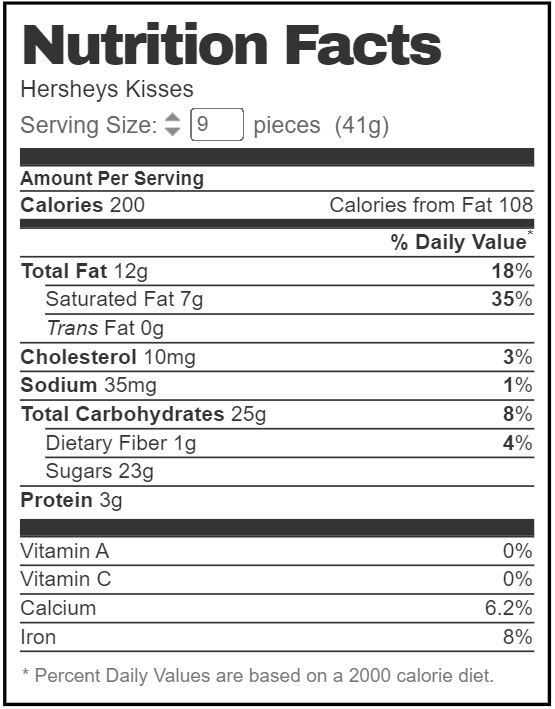 Nutrition Facts
Hersheys Kisses
Serving Size: 9 pieces (41g)
Amount Per Serving
Calories 200 Calories from Fat 108
% Daily Value*
Total Fat 12g 18%
Saturated Fat 7g 35%
Trans Fat 0g
Cholesterol 10mg 3%
Sodium 35mg 1%
Total Carbohydrates 25g 8%
Dietary Fiber 1g 4%
Sugars 23g
Protein 3g
Vitamin A 0%
Vitamin C 0%
Calcium 6.2%
Iron 8%
* Percent Daily Values are based on a 2000 calorie diet.